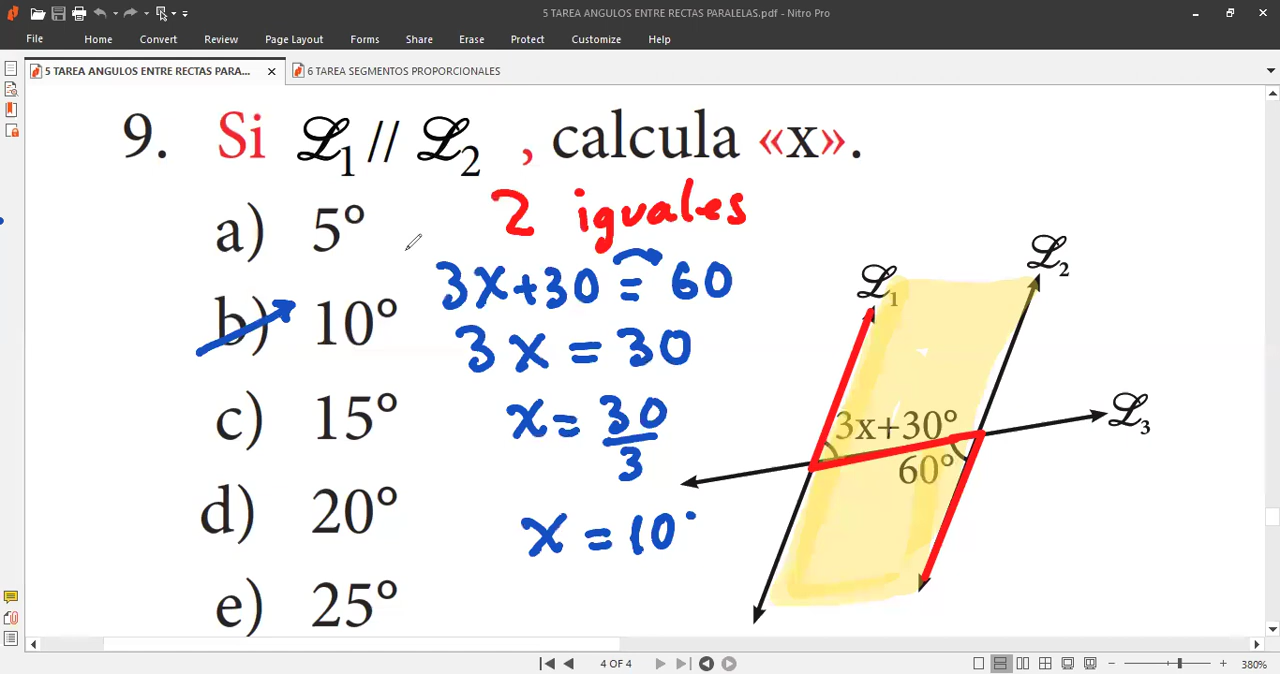 5 TAREA ANGULOS ENTRE RECTAS PARALELAS.pdf - Nitro Pro
File Home Convert Review Page Layout Forms Share Erase Protect Customize Help
5 TAREA ANGULOS ENTRE RECTAS PARA... × 6 TAREA SEGMENTOS PROPORCIONALES
9. Si ℒ₁ // ℒ₂ , calcula «x».
a) 5°
b) 10°
c) 15°
d) 20°
e) 25°
2 iguales
3x+30 = 60
3x = 30
x = 30/3
x = 10°
ℒ₁
ℒ₂
ℒ₃
3x+30°
60°
4 OF 4
380%